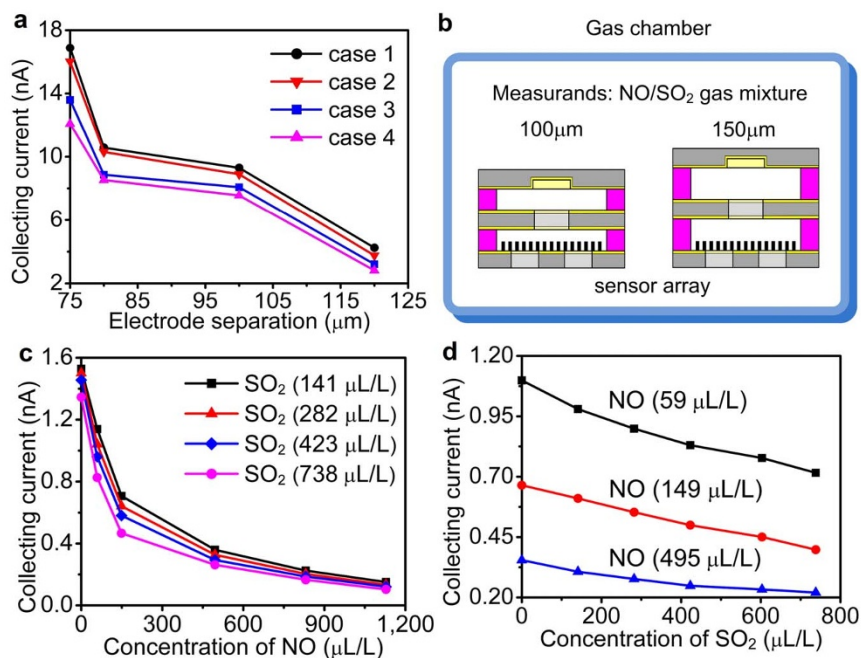 a
Collecting current (nA)
18
14
10
6
2
75
85
95
105
115
125
Electrode separation (μm)
case 1
case 2
case 3
case 4
b
Gas chamber
Measurands: NO/SO₂ gas mixture
100μm
150μm
sensor array
c
Collecting current (nA)
1.6
1.2
0.8
0.4
0.0
0
300
600
900
1,200
Concentration of NO (μL/L)
SO₂ (141 μL/L)
SO₂ (282 μL/L)
SO₂ (423 μL/L)
SO₂ (738 μL/L)
d
Collecting current (nA)
1.20
0.95
0.70
0.45
0.20
0
200
400
600
800
Concentration of SO₂ (μL/L)
NO (59 μL/L)
NO (149 μL/L)
NO (495 μL/L)